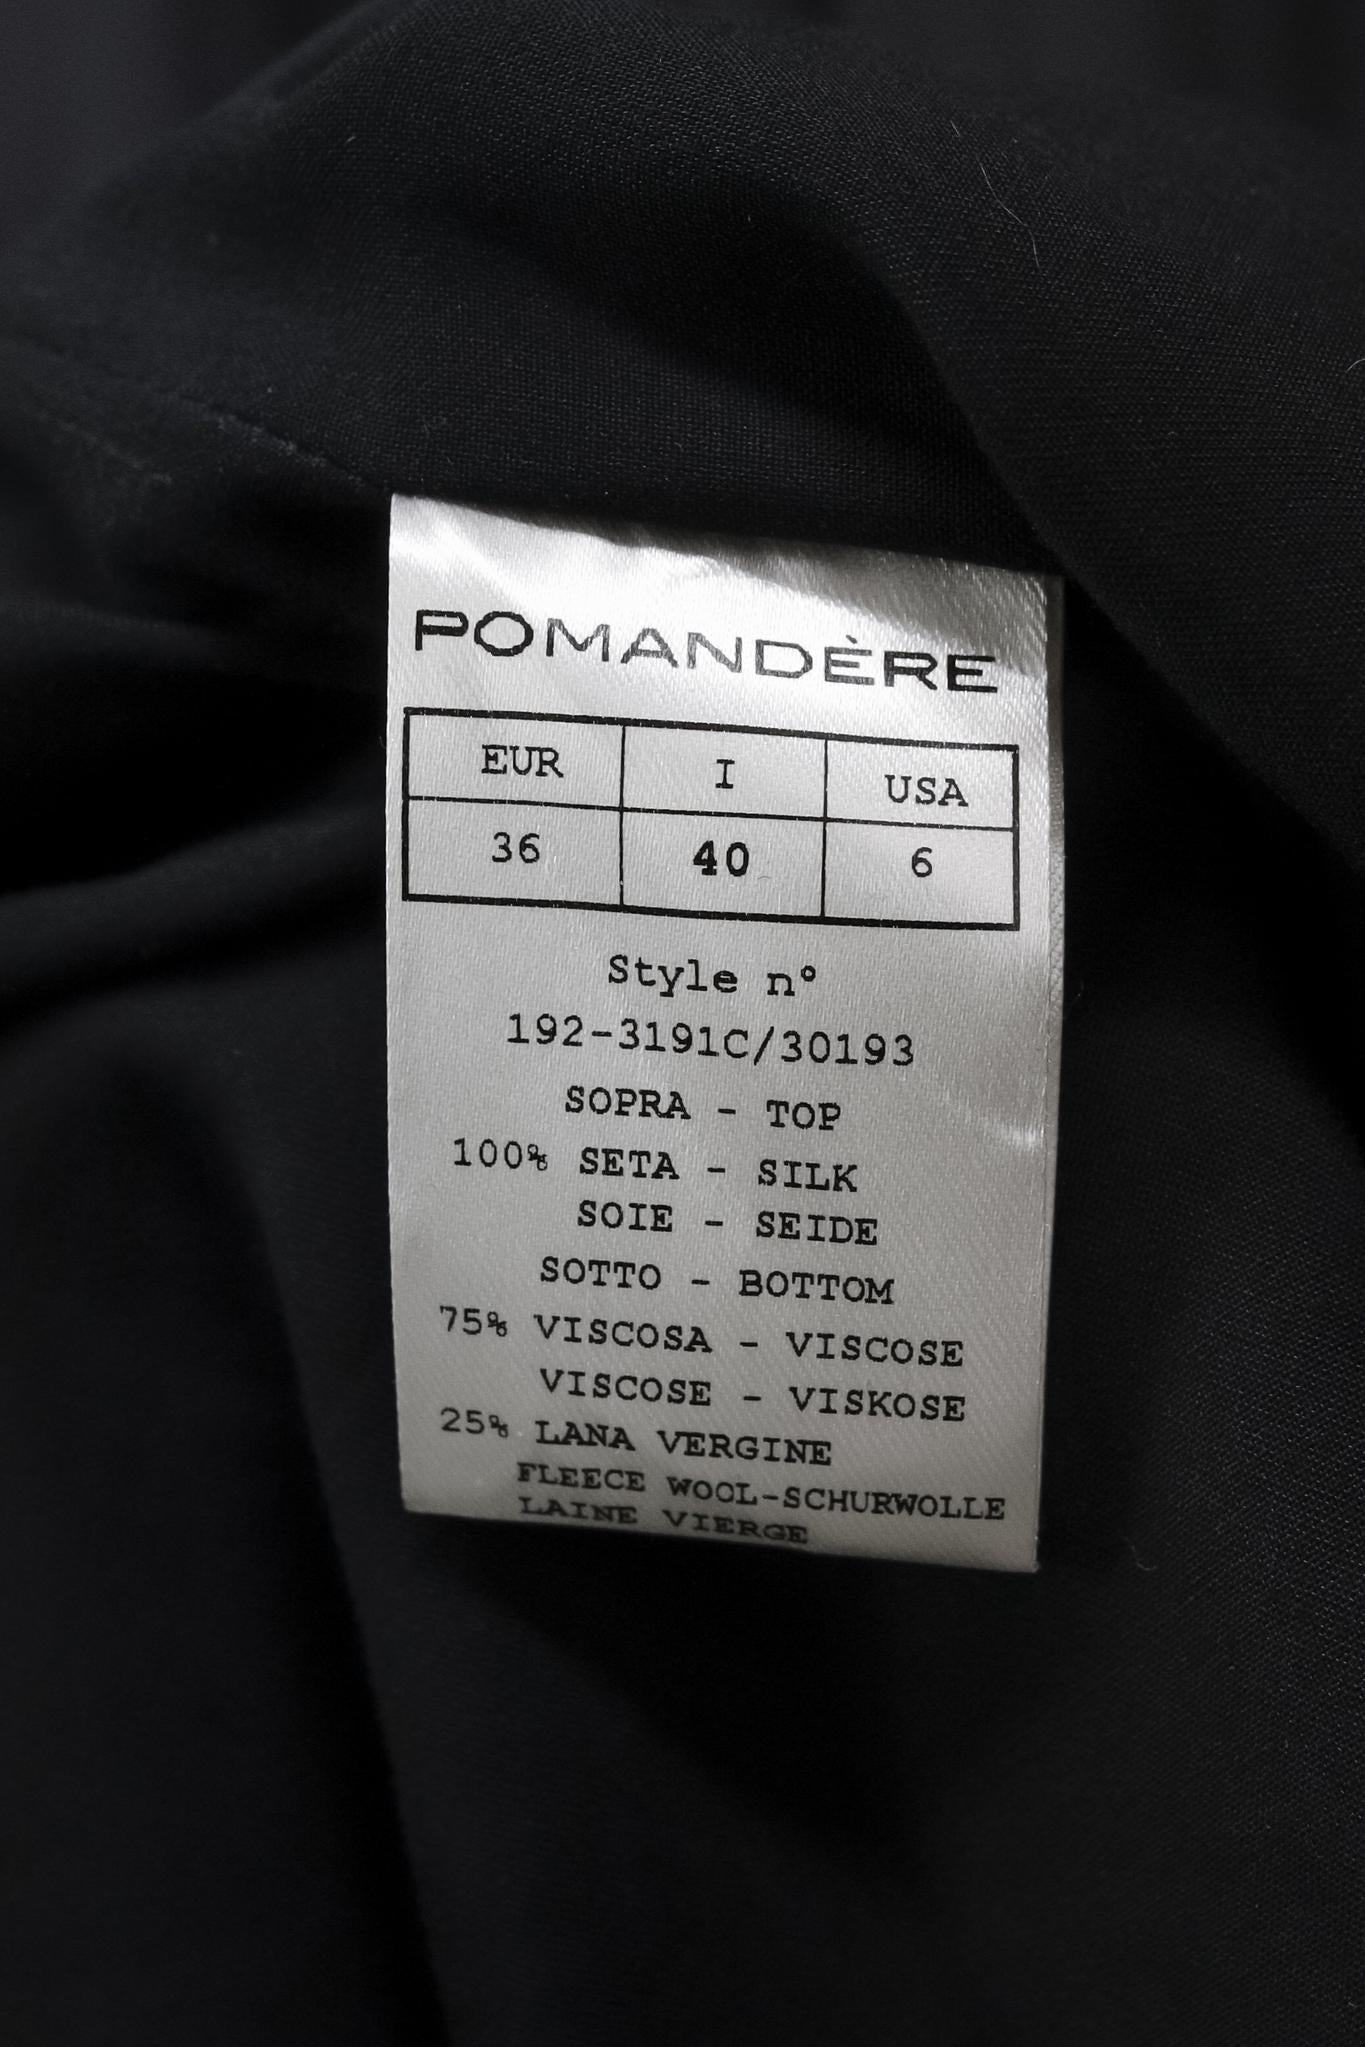 POMANDÈRE
EUR I USA
36 40 6
Style n°
192-3191C/30193
SOPRA - TOP
100% SETA - SILK
SOIE - SEIDE
SOTTO - BOTTOM
75% VISCOSA - VISCOSE
VISCOSE - VISKOSE
25% LANA VERGINE
FLEECE WOOL-SCHURWOLLE
LAINE VIERGE